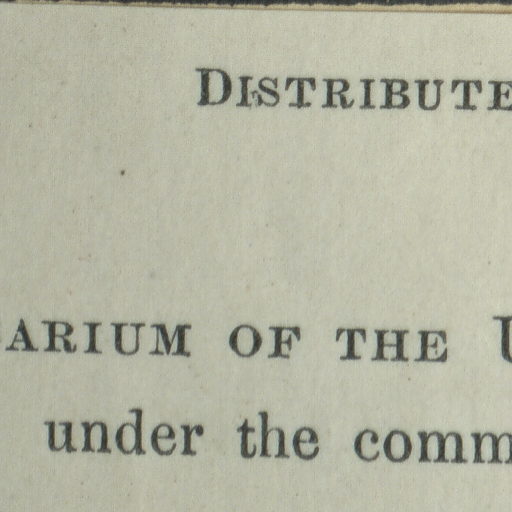 DISTRIBUTE
ARIUM OF THE U
under the comm